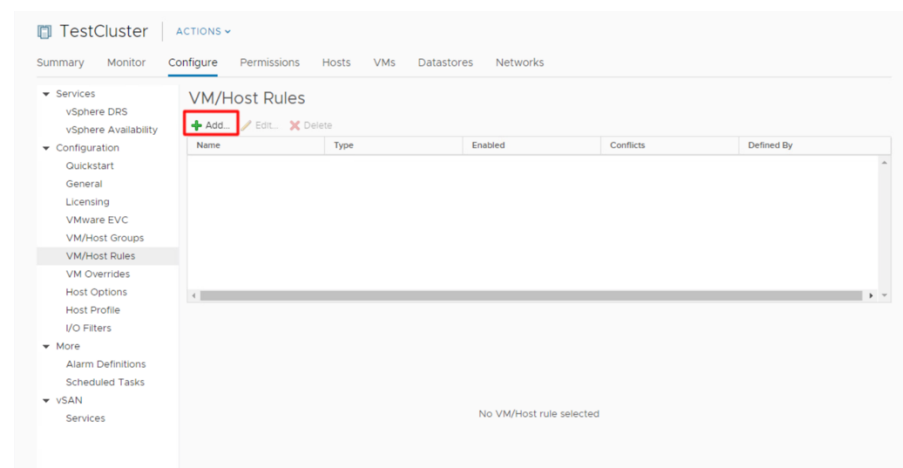 TestCluster ACTIONS
Summary Monitor Configure Permissions Hosts VMs Datastores Networks
Services
vSphere DRS
vSphere Availability
Configuration
Quickstart
General
Licensing
VMware EVC
VM/Host Groups
VM/Host Rules
VM Overrides
Host Options
Host Profile
I/O Filters
More
Alarm Definitions
Scheduled Tasks
vSAN
Services
VM/Host Rules
Add... Edit... Delete
Name Type Enabled Conflicts Defined By
No VM/Host rule selected